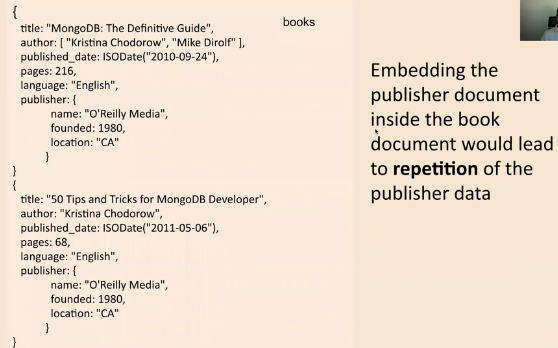 {
books
title: "MongoDB: The Definitive Guide",
author: [ "Kristina Chodorow", "Mike Dirolf" ],
published_date: ISODate("2010-09-24"),
pages: 216,
language: "English",
publisher: {
name: "O'Reilly Media",
founded: 1980,
location: "CA"
}
}
{
title: "50 Tips and Tricks for MongoDB Developer",
author: "Kristina Chodorow",
published_date: ISODate("2011-05-06"),
pages: 68,
language: "English",
publisher: {
name: "O'Reilly Media",
founded: 1980,
location: "CA"
}
}
Embedding the
publisher document
inside the book
document would lead
to repetition of the
publisher data